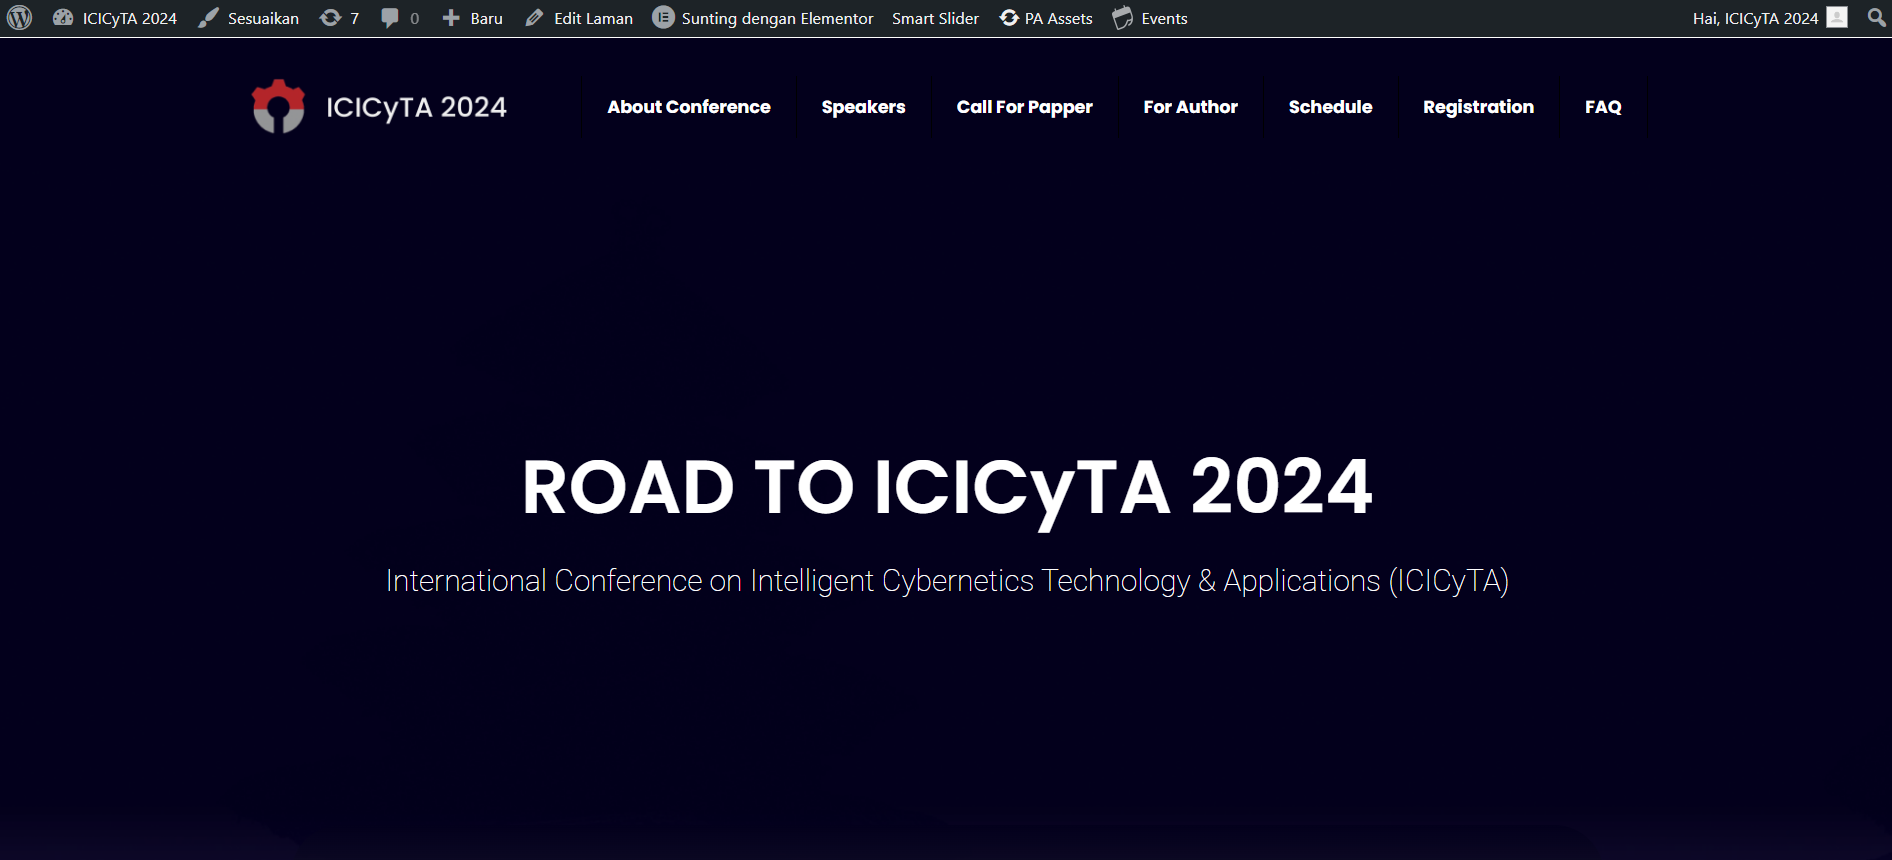 ICICyTA 2024 Sesuaikan 7 0 Baru Edit Laman Sunting dengan Elementor Smart Slider PA Assets Events Hai, ICICyTA 2024
ICICyTA 2024 About Conference Speakers Call For Papper For Author Schedule Registration FAQ
ROAD TO ICICyTA 2024
International Conference on Intelligent Cybernetics Technology & Applications (ICICyTA)